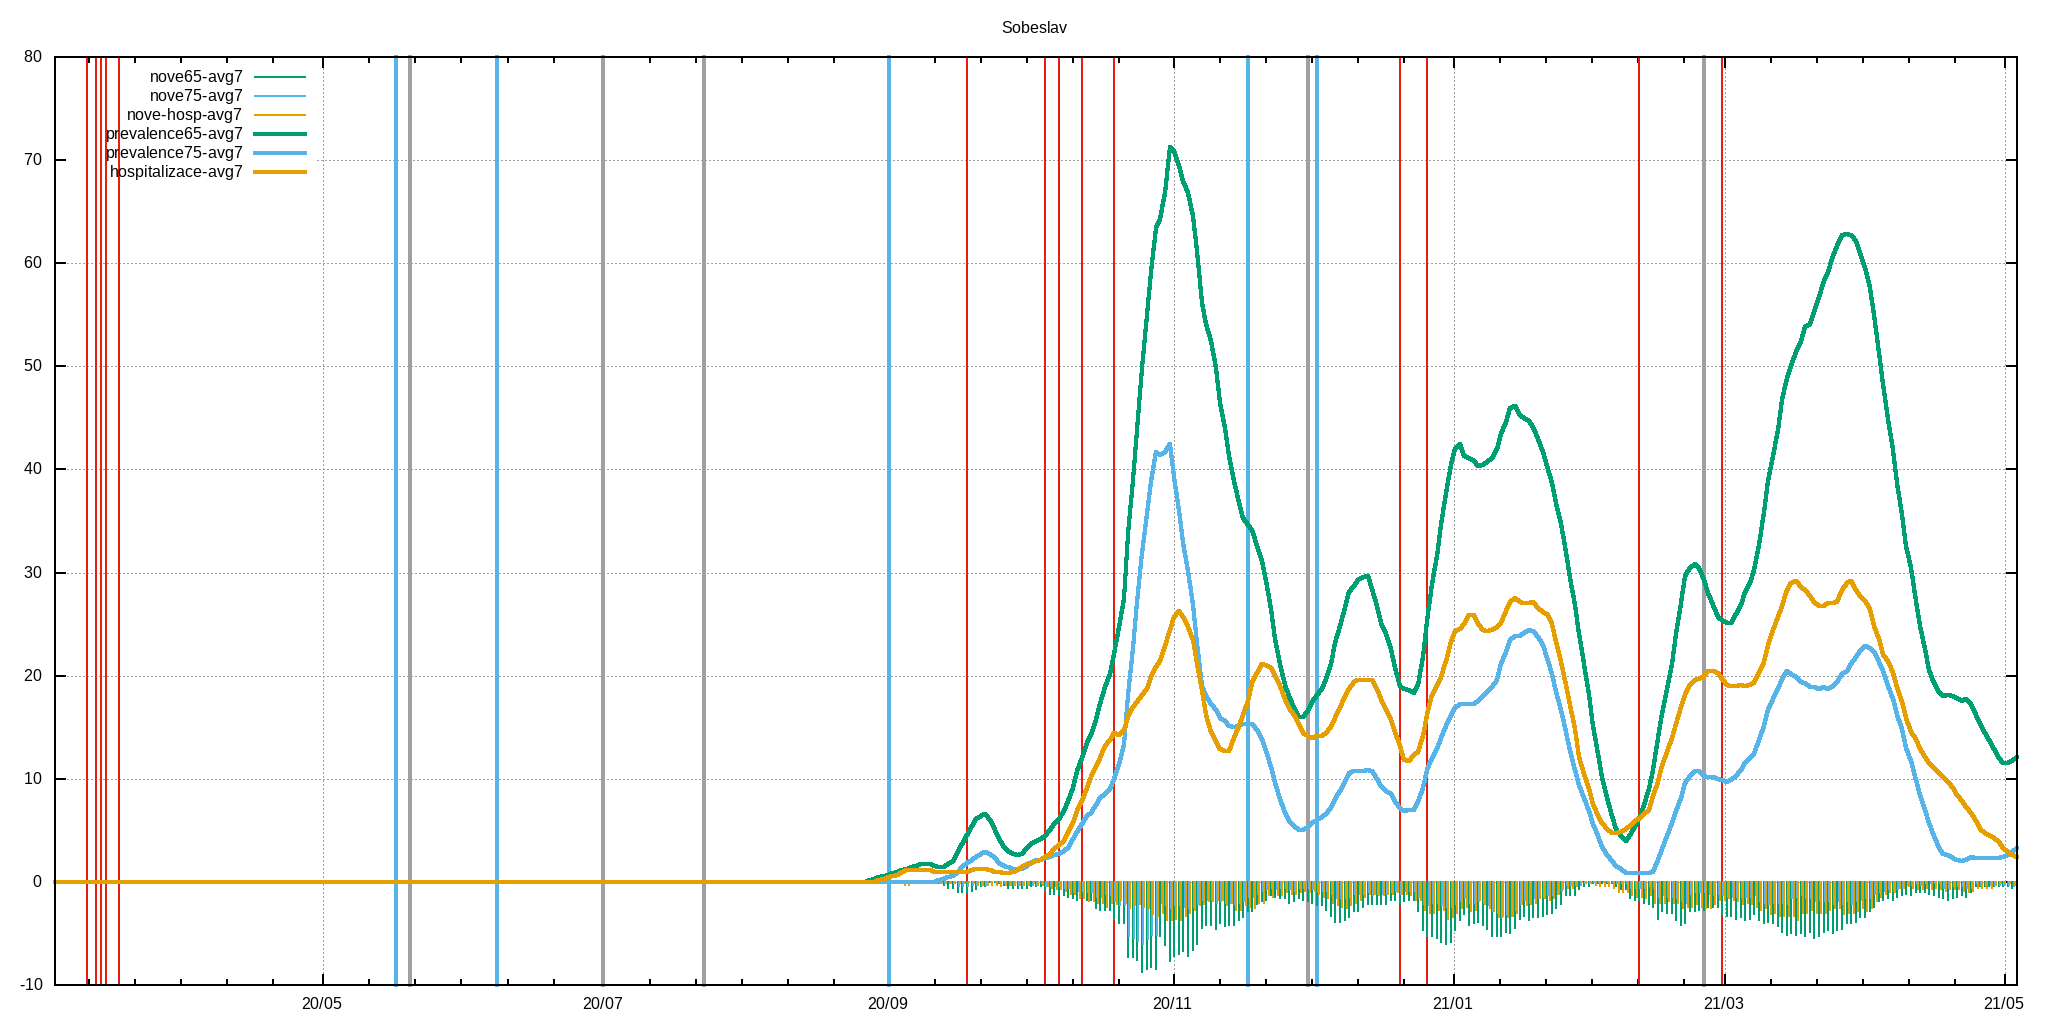 Sobeslav
80
nove65-avg7
nove75-avg7
nove-hosp-avg7
prevalence65-avg7
prevalence75-avg7
hospitalizace-avg7
70
60
50
40
30
20
10
0
-10
20/05 20/07 20/09 20/11 21/01 21/03 21/05